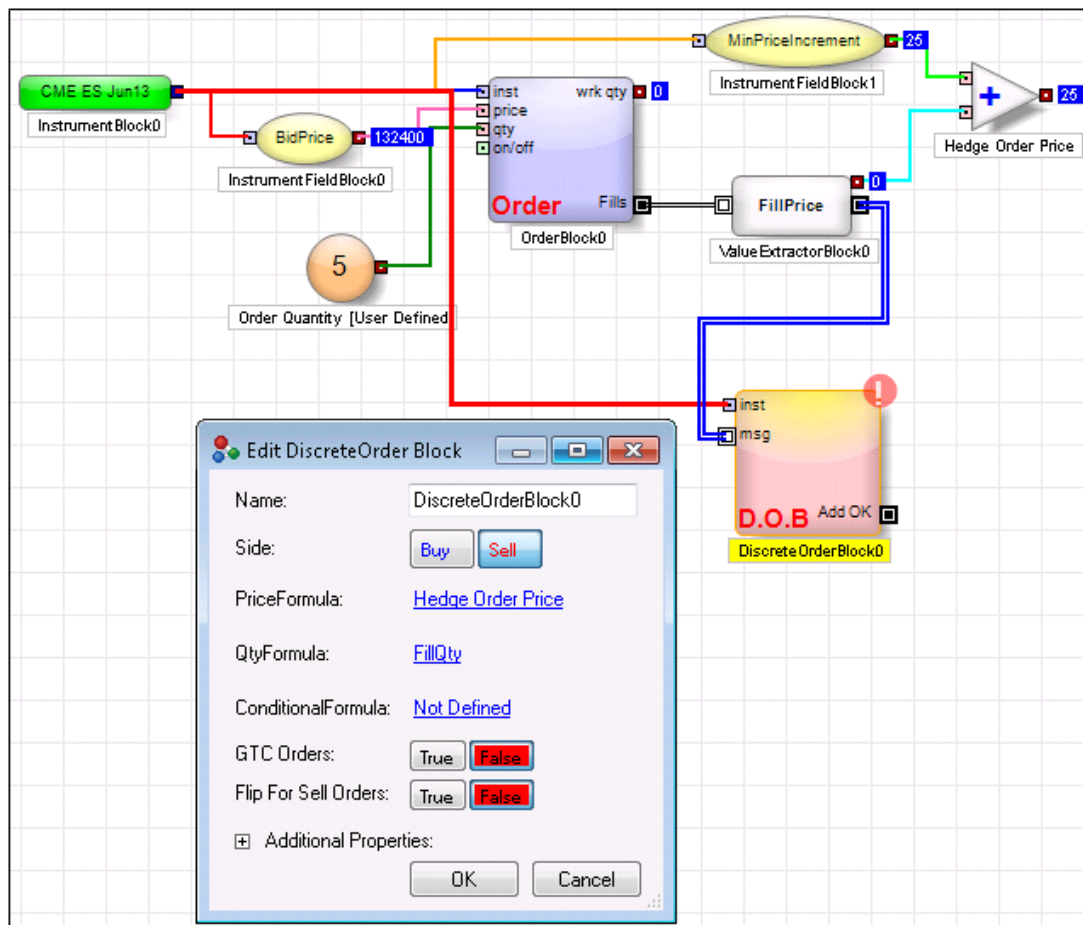 MinPriceIncrement
25
InstrumentFieldBlock1
CME ES Jun13
InstrumentBlock0
BidPrice
132400
InstrumentFieldBlock0
inst
wrk qty
0
price
qty
on/off
Order
Fills
OrderBlock0
+
25
Hedge Order Price
0
FillPrice
ValueExtractorBlock0
5
Order Quantity [User Defined
!
inst
msg
D.O.B
Add OK
DiscreteOrderBlock0
Edit DiscreteOrder Block
Name:
DiscreteOrderBlock0
Side:
Buy
Sell
PriceFormula:
Hedge Order Price
QtyFormula:
FillQty
ConditionalFormula:
Not Defined
GTC Orders:
True
False
Flip For Sell Orders:
True
False
Additional Properties:
OK
Cancel